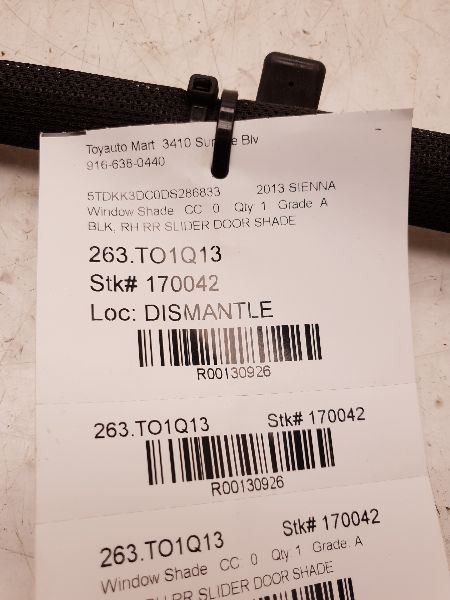 Toyauto Mart 3410 Blv
916-638-0440
5TDKK3DC0DS286833 2013 SIENNA
Window Shade CC: 0 Qty 1 Grade A
BLK, RH RR SLIDER DOOR SHADE
263.TO1Q13
Stk# 170042
Loc: DISMANTLE
R00130926
263.TO1Q13 Stk# 170042
R00130926
263.TO1Q13 Stk# 170042
Window Shade CC: 0 Qty 1 Grade. A
RR SLIDER DOOR SHADE